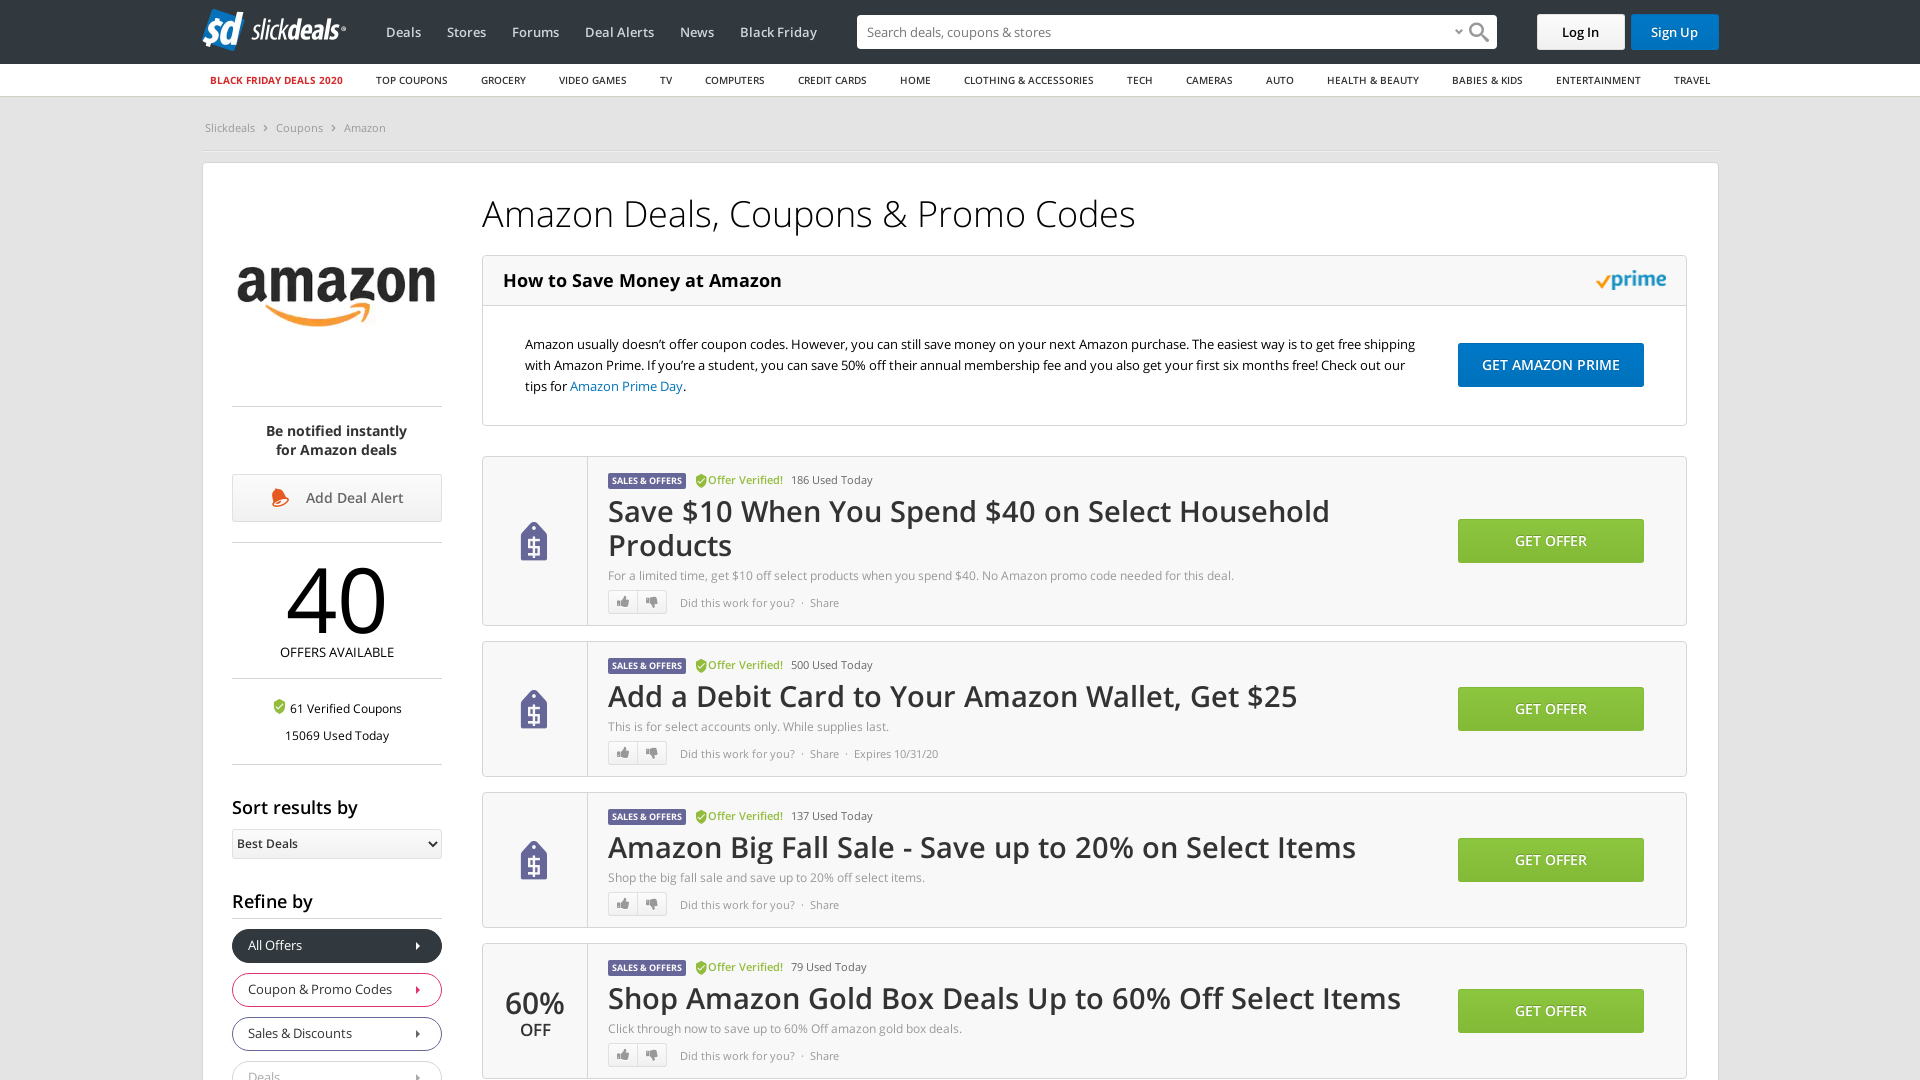 sd slickdeals
Deals
Stores
Forums
Deal Alerts
News
Black Friday
Search deals, coupons & stores
Log In
Sign Up
BLACK FRIDAY DEALS 2020
TOP COUPONS
GROCERY
VIDEO GAMES
TV
COMPUTERS
CREDIT CARDS
HOME
CLOTHING & ACCESSORIES
TECH
CAMERAS
AUTO
HEALTH & BEAUTY
BABIES & KIDS
ENTERTAINMENT
TRAVEL
Slickdeals > Coupons > Amazon
amazon
Be notified instantly
for Amazon deals
Add Deal Alert
40
OFFERS AVAILABLE
61 Verified Coupons
15069 Used Today
Sort results by
Best Deals
Refine by
All Offers
Coupon & Promo Codes
Sales & Discounts
Deals
Amazon Deals, Coupons & Promo Codes
How to Save Money at Amazon
prime
Amazon usually doesn’t offer coupon codes. However, you can still save money on your next Amazon purchase. The easiest way is to get free shipping
with Amazon Prime. If you’re a student, you can save 50% off their annual membership fee and you also get your first six months free! Check out our
tips for Amazon Prime Day.
GET AMAZON PRIME
SALES & OFFERS Offer Verified! 186 Used Today
Save $10 When You Spend $40 on Select Household
Products
For a limited time, get $10 off select products when you spend $40. No Amazon promo code needed for this deal.
Did this work for you? · Share
GET OFFER
SALES & OFFERS Offer Verified! 500 Used Today
Add a Debit Card to Your Amazon Wallet, Get $25
This is for select accounts only. While supplies last.
Did this work for you? · Share · Expires 10/31/20
GET OFFER
SALES & OFFERS Offer Verified! 137 Used Today
Amazon Big Fall Sale - Save up to 20% on Select Items
Shop the big fall sale and save up to 20% off select items.
Did this work for you? · Share
GET OFFER
60%
OFF
SALES & OFFERS Offer Verified! 79 Used Today
Shop Amazon Gold Box Deals Up to 60% Off Select Items
Click through now to save up to 60% Off amazon gold box deals.
Did this work for you? · Share
GET OFFER